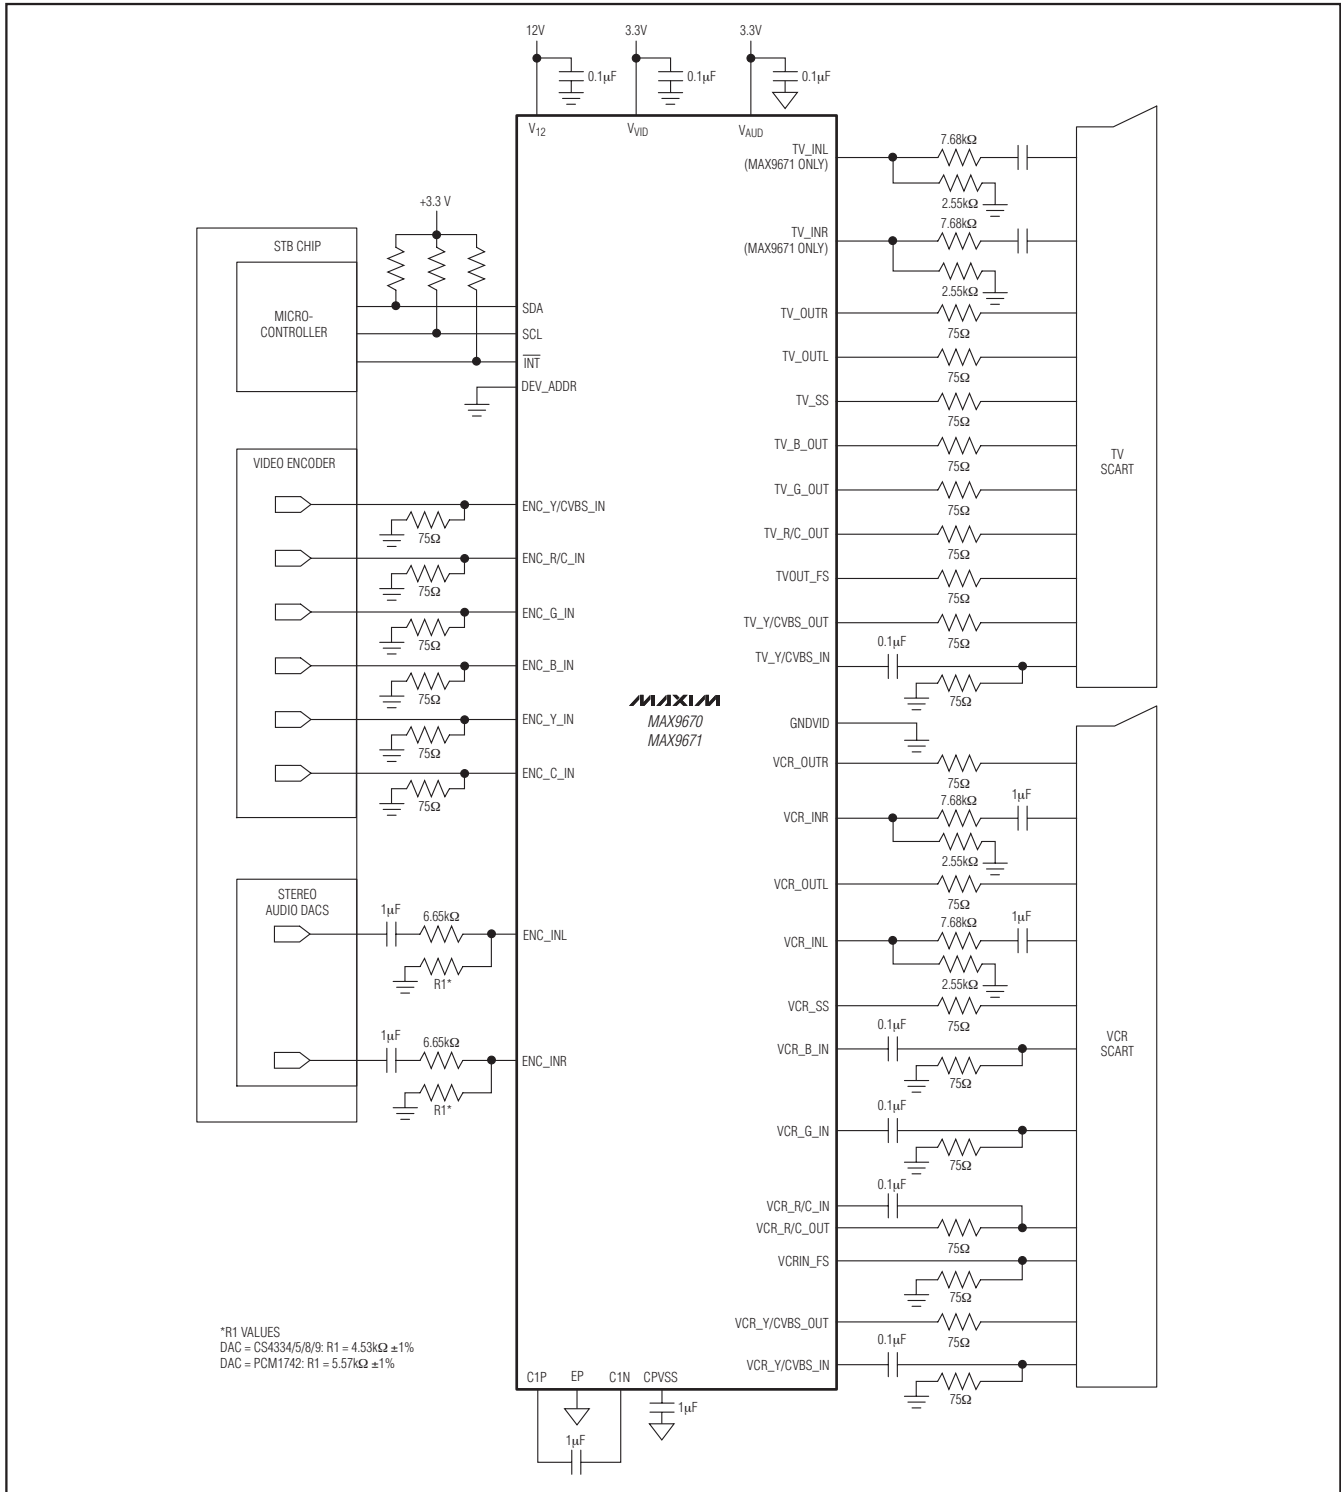 12V
3.3V
3.3V
0.1µF
0.1µF
0.1µF
V12
VVID
VAUD
+3.3 V
STB CHIP
MICRO-
CONTROLLER
SDA
SCL
INT
DEV_ADDR
VIDEO ENCODER
ENC_Y/CVBS_IN
75Ω
ENC_R/C_IN
75Ω
ENC_G_IN
75Ω
ENC_B_IN
75Ω
ENC_Y_IN
75Ω
ENC_C_IN
75Ω
STEREO
AUDIO DACS
1µF
6.65kΩ
ENC_INL
R1*
1µF
6.65kΩ
ENC_INR
R1*
MAXIM
MAX9670
MAX9671
TV_INL
(MAX9671 ONLY)
7.68kΩ
2.55kΩ
TV_INR
(MAX9671 ONLY)
7.68kΩ
2.55kΩ
TV_OUTR
75Ω
TV_OUTL
75Ω
TV_SS
75Ω
TV_B_OUT
75Ω
TV_G_OUT
75Ω
TV_R/C_OUT
75Ω
TVOUT_FS
75Ω
TV_Y/CVBS_OUT
75Ω
TV_Y/CVBS_IN
0.1µF
75Ω
TV
SCART
GNDVID
VCR_OUTR
75Ω
VCR_INR
7.68kΩ
1µF
2.55kΩ
VCR_OUTL
75Ω
VCR_INL
7.68kΩ
1µF
2.55kΩ
VCR_SS
75Ω
VCR_B_IN
0.1µF
75Ω
VCR_G_IN
0.1µF
75Ω
VCR_R/C_IN
0.1µF
VCR_R/C_OUT
75Ω
VCRIN_FS
75Ω
VCR_Y/CVBS_OUT
75Ω
VCR_Y/CVBS_IN
0.1µF
75Ω
VCR
SCART
*R1 VALUES
DAC = CS4334/5/8/9: R1 = 4.53kΩ ±1%
DAC = PCM1742: R1 = 5.57kΩ ±1%
C1P
EP
C1N
CPVSS
1µF
1µF